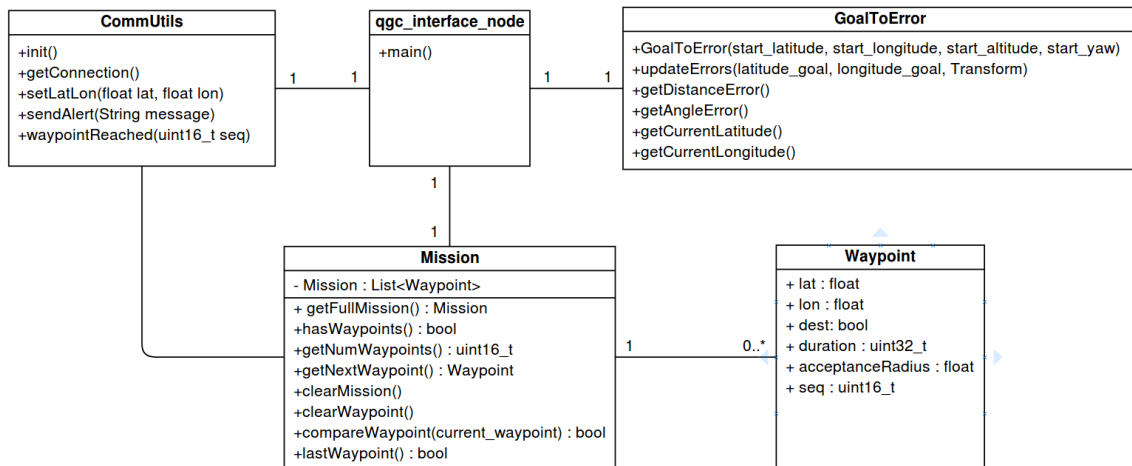 CommUtils
+init()
+getConnection()
+setLatLon(float lat, float lon)
+sendAlert(String message)
+waypointReached(uint16_t seq)
1
1
qgc_interface_node
+main()
1
1
GoalToError
+GoalToError(start_latitude, start_longitude, start_altitude, start_yaw)
+updateErrors(latitude_goal, longitude_goal, Transform)
+getDistanceError()
+getAngleError()
+getCurrentLatitude()
+getCurrentLongitude()
1
1
Mission
- Mission : List<Waypoint>
+ getFullMission() : Mission
+hasWaypoints() : bool
+getNumWaypoints() : uint16_t
+getNextWaypoint() : Waypoint
+clearMission()
+clearWaypoint()
+compareWaypoint(current_waypoint) : bool
+lastWaypoint() : bool
1
0..*
Waypoint
+ lat : float
+ lon : float
+ dest: bool
+ duration : uint32_t
+ acceptanceRadius : float
+ seq : uint16_t